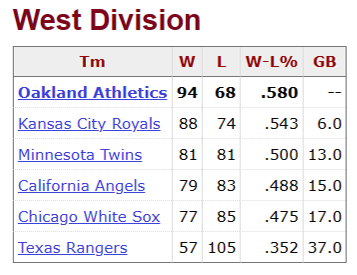 West Division
Tm W L W-L% GB
Oakland Athletics 94 68 .580 --
Kansas City Royals 88 74 .543 6.0
Minnesota Twins 81 81 .500 13.0
California Angels 79 83 .488 15.0
Chicago White Sox 77 85 .475 17.0
Texas Rangers 57 105 .352 37.0